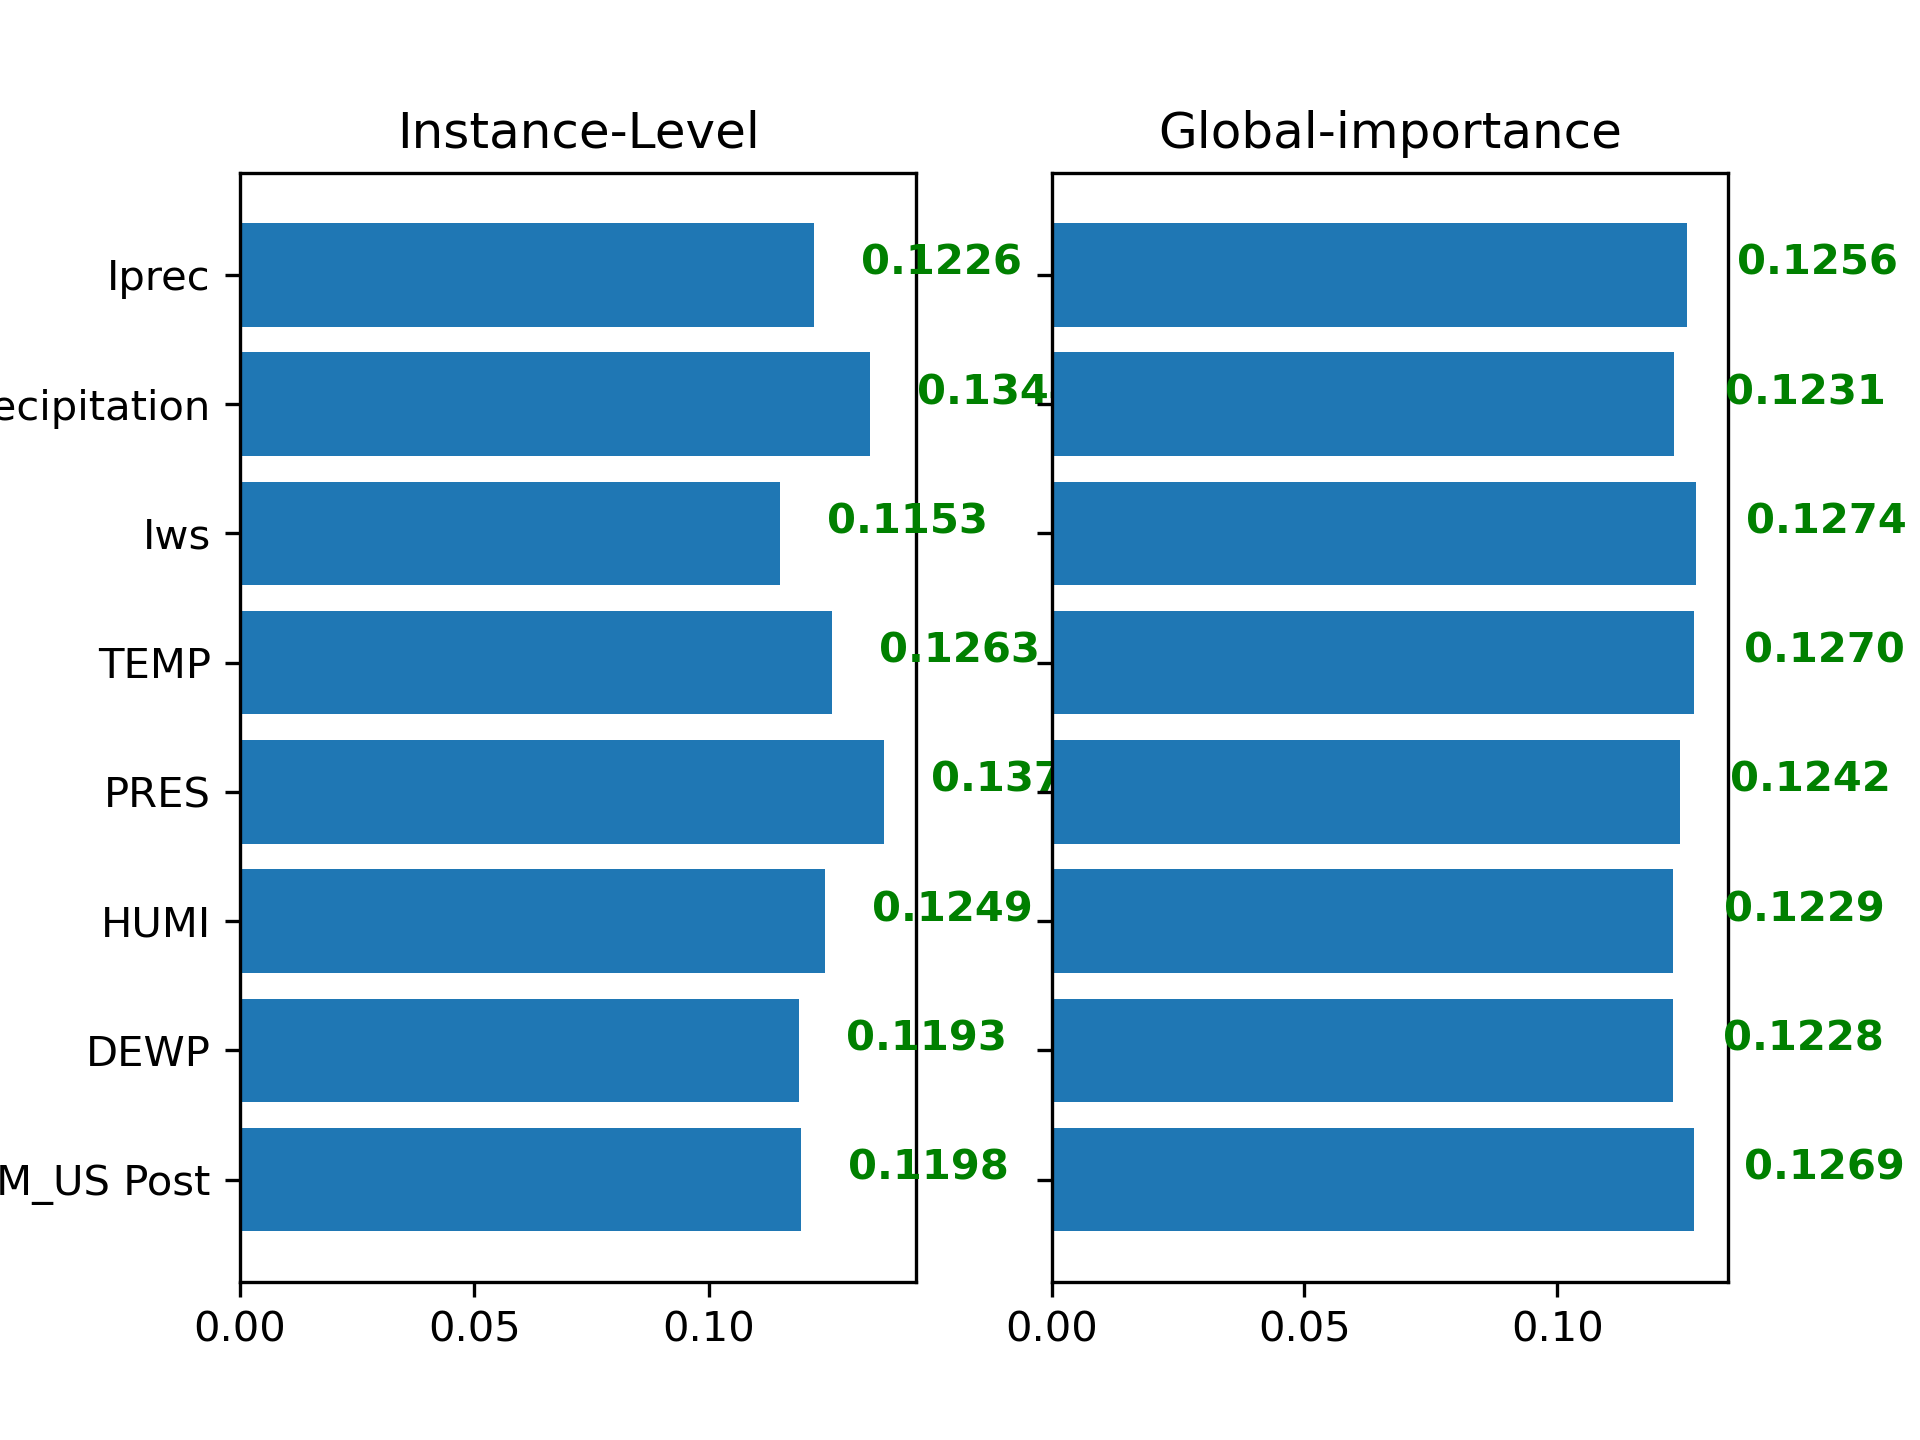 Instance-Level
Global-importance
Iprec 0.1226 0.1256
ecipitation 0.134 0.1231
Iws 0.1153 0.1274
TEMP 0.1263 0.1270
PRES 0.137 0.1242
HUMI 0.1249 0.1229
DEWP 0.1193 0.1228
M_US Post 0.1198 0.1269
0.00 0.05 0.10
0.00 0.05 0.10